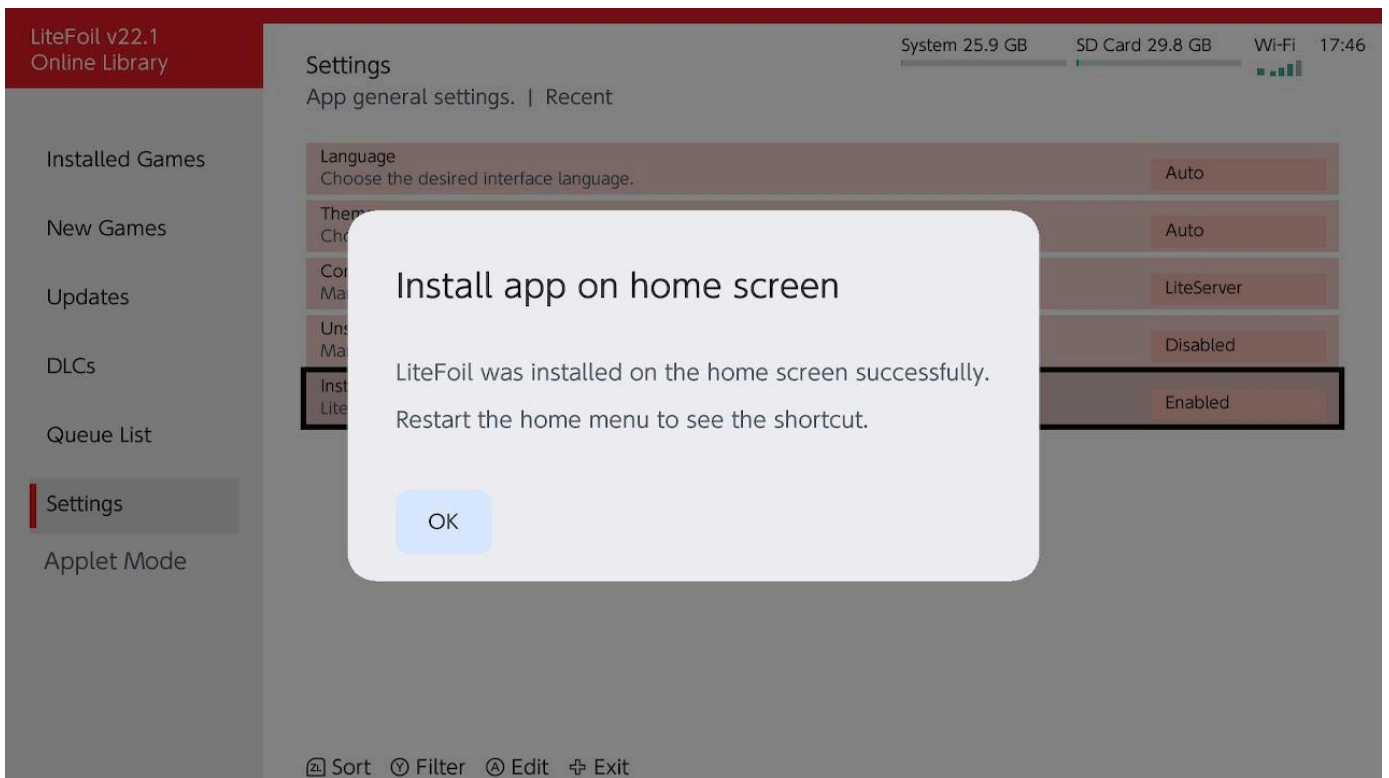 LiteFoil v22.1
Online Library
System 25.9 GB
SD Card 29.8 GB
Wi-Fi
17:46
Settings
App general settings. | Recent
Installed Games
New Games
Updates
DLCs
Queue List
Settings
Applet Mode
Language
Choose the desired interface language.
Auto
Auto
LiteServer
Disabled
Enabled
Install app on home screen
LiteFoil was installed on the home screen successfully.
Restart the home menu to see the shortcut.
OK
ZL Sort Y Filter A Edit Exit